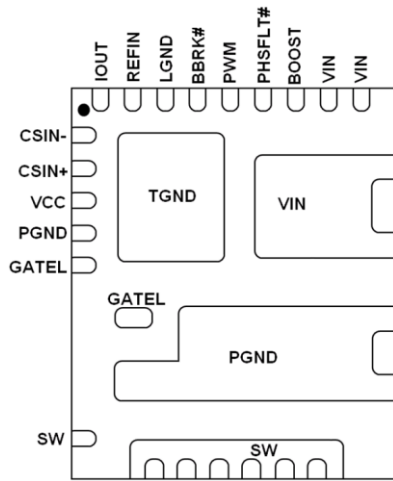 IOUT
REFIN
LGND
BBRK#
PWM
PHSFLT#
BOOST
VIN
VIN
CSIN-
CSIN+
VCC
PGND
GATEL
TGND
VIN
GATEL
PGND
SW
SW